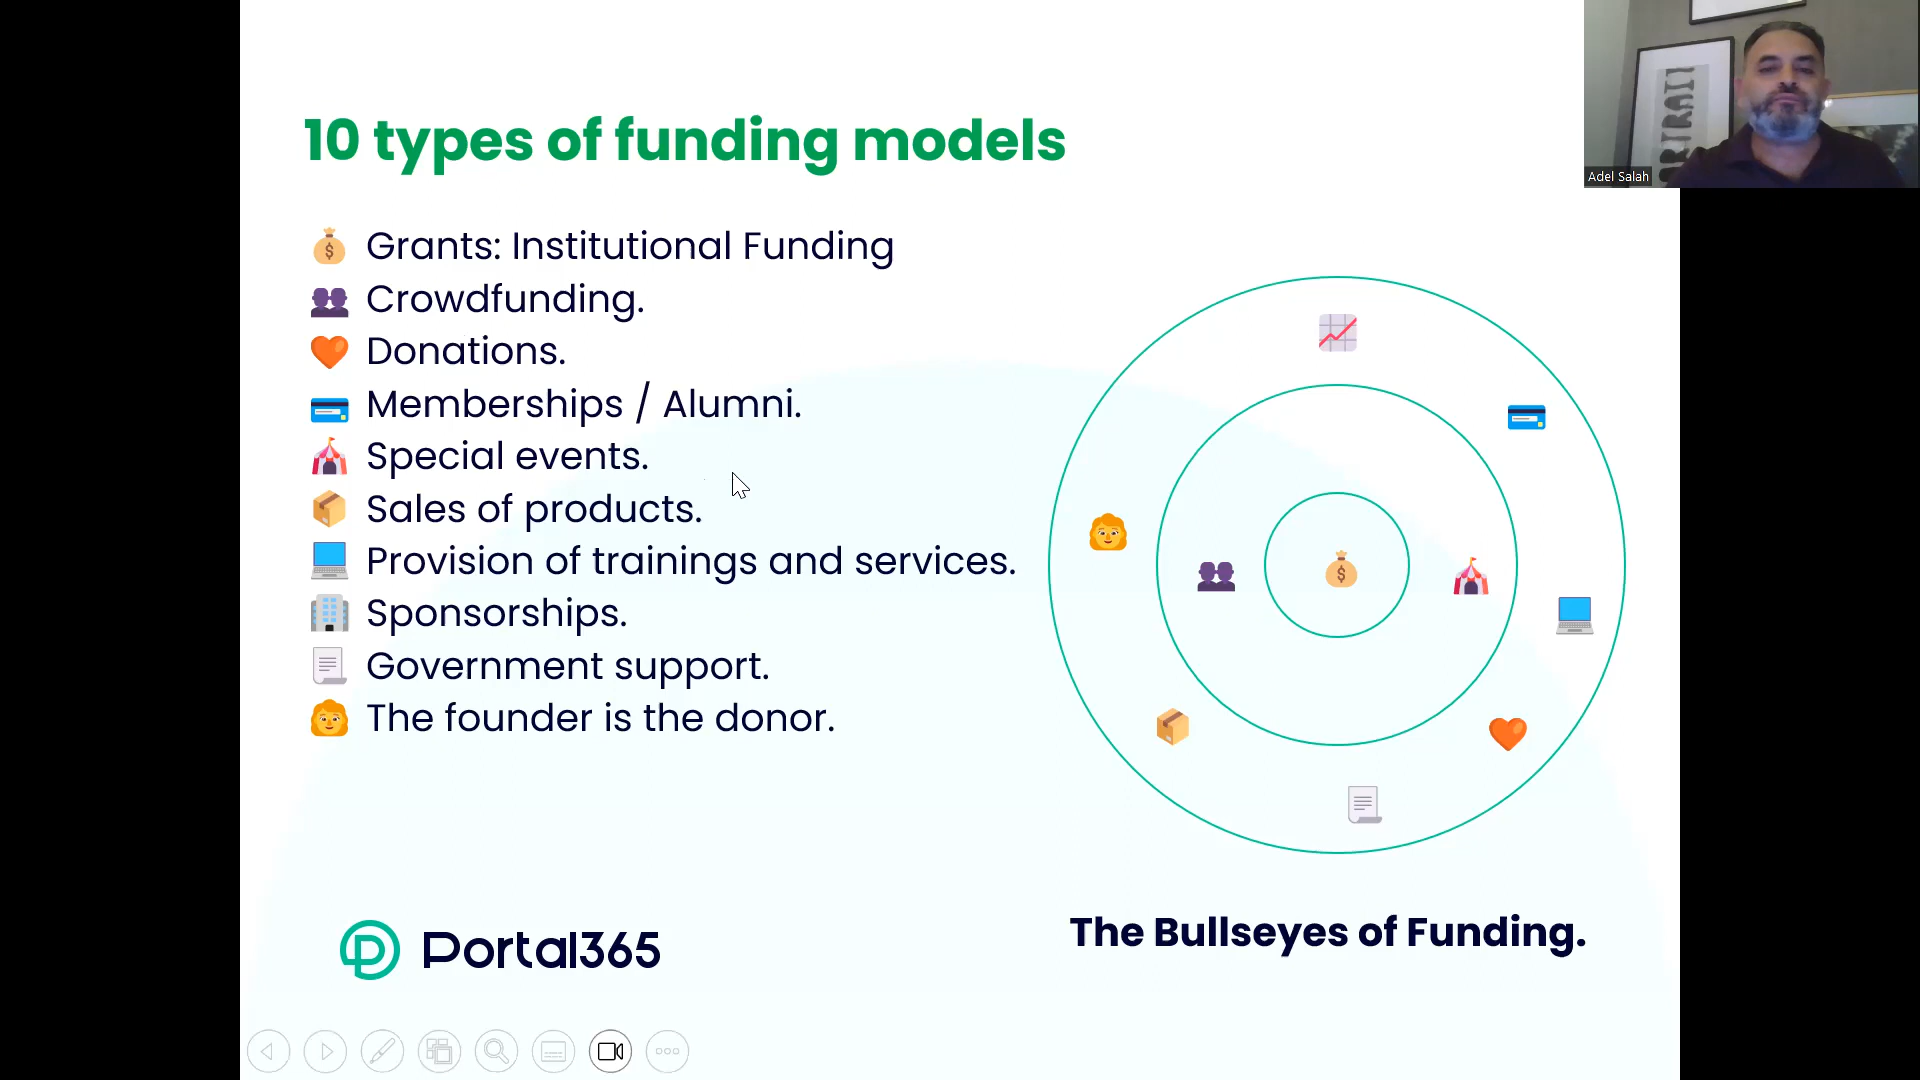 10 types of funding models
Grants: Institutional Funding
Crowdfunding.
Donations.
Memberships / Alumni.
Special events.
Sales of products.
Provision of trainings and services.
Sponsorships.
Government support.
The founder is the donor.
The Bullseyes of Funding.
Portal365
Adel Salah